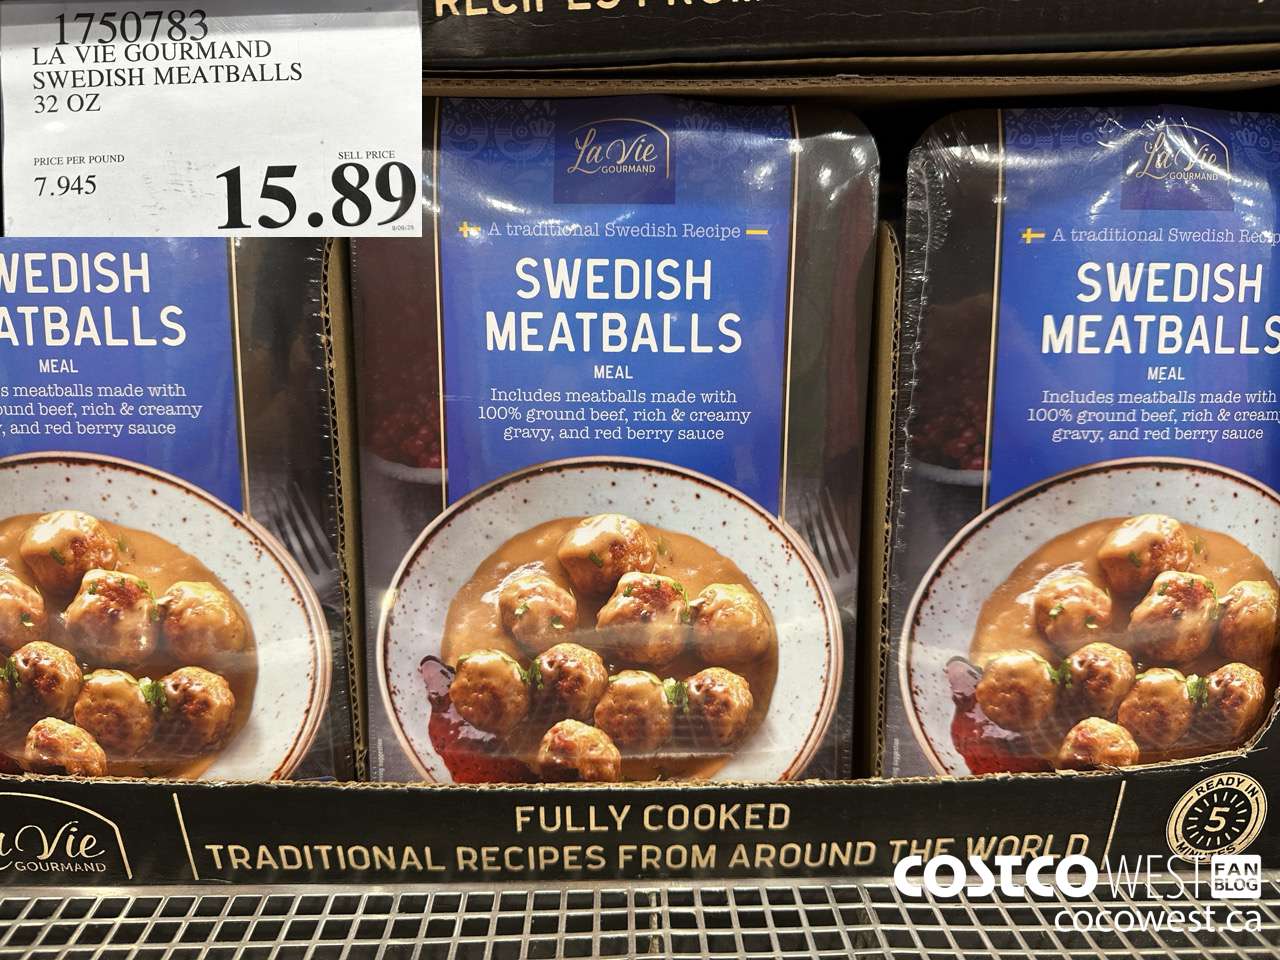 RECIPES FROM
1750783
LA VIE GOURMAND
SWEDISH MEATBALLS
32 OZ
PRICE PER POUND
7.945
SELL PRICE
15.89
La Vie
GOURMAND
A traditional Swedish Recipe
SWEDISH
MEATBALLS
MEAL
Includes meatballs made with
100% ground beef, rich & creamy
gravy, and red berry sauce
La Vie
GOURMAND
A traditional Swedish Recip
SWEDISH
MEATBALLS
MEAL
Includes meatballs made with
100% ground beef, rich & cream
gravy, and red berry sauce
WEDISH
ATBALLS
MEAL
s meatballs made with
ound beef, rich & creamy
, and red berry sauce
a Vie
GOURMAND
FULLY COOKED
TRADITIONAL RECIPES FROM AROUND THE WORLD
READY IN
5
MINUTES
COSTCO WEST FAN BLOG
cocowest.ca